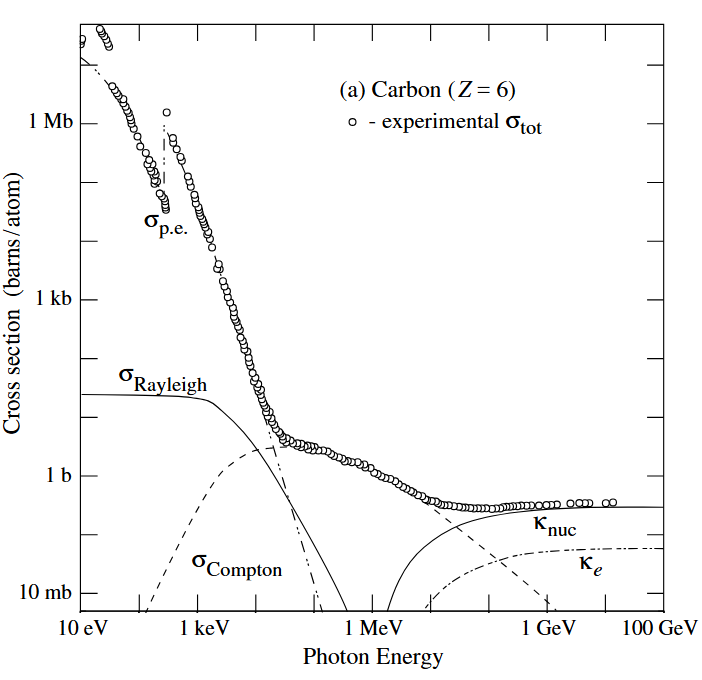 (a) Carbon (Z = 6)
- experimental σtot
Cross section (barns/atom)
1 Mb
1 kb
1 b
10 mb
σp.e.
σRayleigh
σCompton
κnuc
κe
10 eV 1 keV 1 MeV 1 GeV 100 GeV
Photon Energy